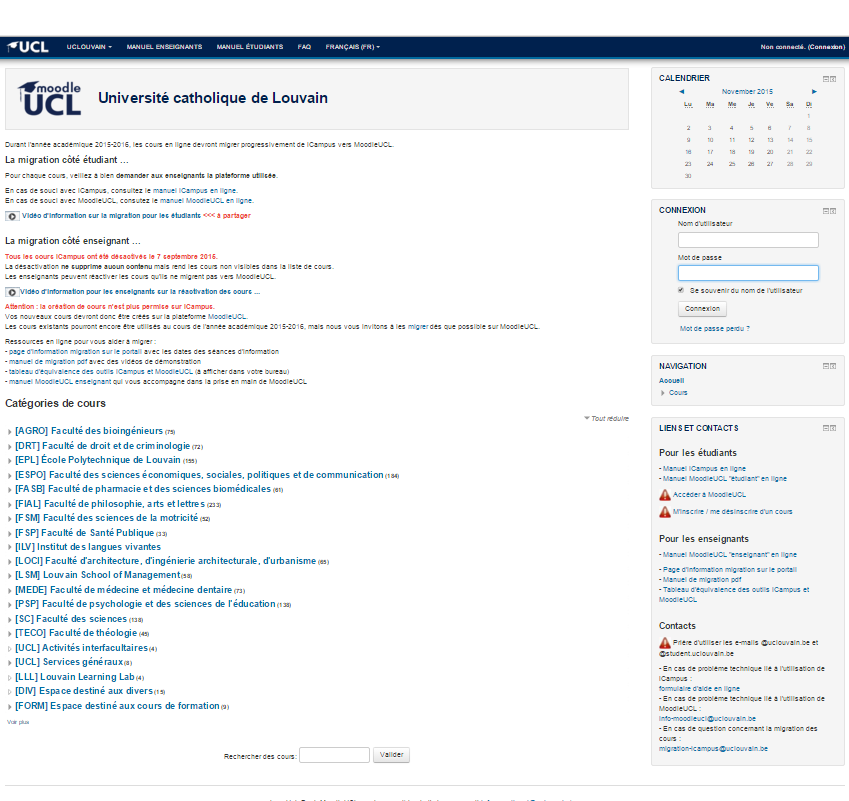 UCL UCLOUVAIN MANUEL ENSEIGNANTS MANUEL ÉTUDIANTS FAQ FRANÇAIS (FR) Non connecté. (Connexion)
moodle UCL
Université catholique de Louvain
Durant l'année académique 2015-2016, les cours en ligne devront migrer progressivement de iCampus vers MoodleUCL.
La migration côté étudiant ...
Pour chaque cours, veillez à bien demander aux enseignants la plateforme utilisée.
En cas de souci avec iCampus, consultez le manuel iCampus en ligne.
En cas de souci avec MoodleUCL, consutez le manuel MoodleUCL en ligne.
Vidéo d'information sur la migration pour les étudiants <<< à partager
La migration côté enseignant ...
Tous les cours iCampus ont été désactivés le 7 septembre 2015.
La désactivation ne supprime aucun contenu mais rend les cours non visibles dans la liste de cours.
Les enseignants peuvent réactiver les cours qu'ils ne migrent pas vers MoodleUCL.
Vidéo d'information pour les enseignants sur la réactivation des cours ...
Attention : la création de cours n'est plus permise sur iCampus.
Vos nouveaux cours devront donc être créés sur la plateforme MoodleUCL.
Les cours existants pourront encore être utilisés au cours de l'année académique 2015-2016, mais nous vous invitons à les migrer dès que possible sur MoodleUCL.
Ressources en ligne pour vous aider à migrer :
- page d'information migration sur le portail avec les dates des séances d'information
- manuel de migration pdf avec des vidéos de démonstration
- tableau d'équivalence des outils iCampus et MoodleUCL (à afficher dans votre bureau)
- manuel MoodleUCL enseignant qui vous accompagne dans la prise en main de MoodleUCL
Catégories de cours
Tout réduire
[AGRO] Faculté des bioingénieurs (75)
[DRT] Faculté de droit et de criminologie (72)
[EPL] École Polytechnique de Louvain (155)
[ESPO] Faculté des sciences économiques, sociales, politiques et de communication (184)
[FASB] Faculté de pharmacie et des sciences biomédicales (61)
[FIAL] Faculté de philosophie, arts et lettres (233)
[FSM] Faculté des sciences de la motricité (52)
[FSP] Faculté de Santé Publique (33)
[ILV] Institut des langues vivantes
[LOCI] Faculté d'architecture, d'ingénierie architecturale, d'urbanisme (65)
[LSM] Louvain School of Management (58)
[MEDE] Faculté de médecine et médecine dentaire (73)
[PSP] Faculté de psychologie et des sciences de l'éducation (138)
[SC] Faculté des sciences (138)
[TECO] Faculté de théologie (45)
[UCL] Activités interfacultaires (4)
[UCL] Services généraux (8)
[LLL] Louvain Learning Lab (4)
[DIV] Espace destiné aux divers (15)
[FORM] Espace destiné aux cours de formation (9)
Voir plus
Rechercher des cours: Valider
CALENDRIER
November 2015
Lu Ma Me Je Ve Sa Di
1
2 3 4 5 6 7 8
9 10 11 12 13 14 15
16 17 18 19 20 21 22
23 24 25 26 27 28 29
30
CONNEXION
Nom d'utilisateur
Mot de passe
Se souvenir du nom de l'utilisateur
Connexion
Mot de passe perdu ?
NAVIGATION
Accueil
Cours
LIENS ET CONTACTS
Pour les étudiants
- Manuel iCampus en ligne
- Manuel MoodleUCL "étudiant" en ligne
Accéder à MoodleUCL
M'inscrire / me désinscrire d'un cours
Pour les enseignants
- Manuel MoodleUCL "enseignant" en ligne
- Page d'information migration sur le portail
- Manuel de migration pdf
- Tableau d'équivalence des outils iCampus et
MoodleUCL
Contacts
Prière d'utiliser les e-mails @uclouvain.be et
@student.uclouvain.be
- En cas de problème technique lié à l'utilisation de
iCampus :
formulaire d'aide en ligne
- En cas de problème technique lié à l'utilisation de
MoodleUCL :
info-moodleucl@uclouvain.be
- En cas de question concernant la migration des
cours :
migration-icampus@uclouvain.be